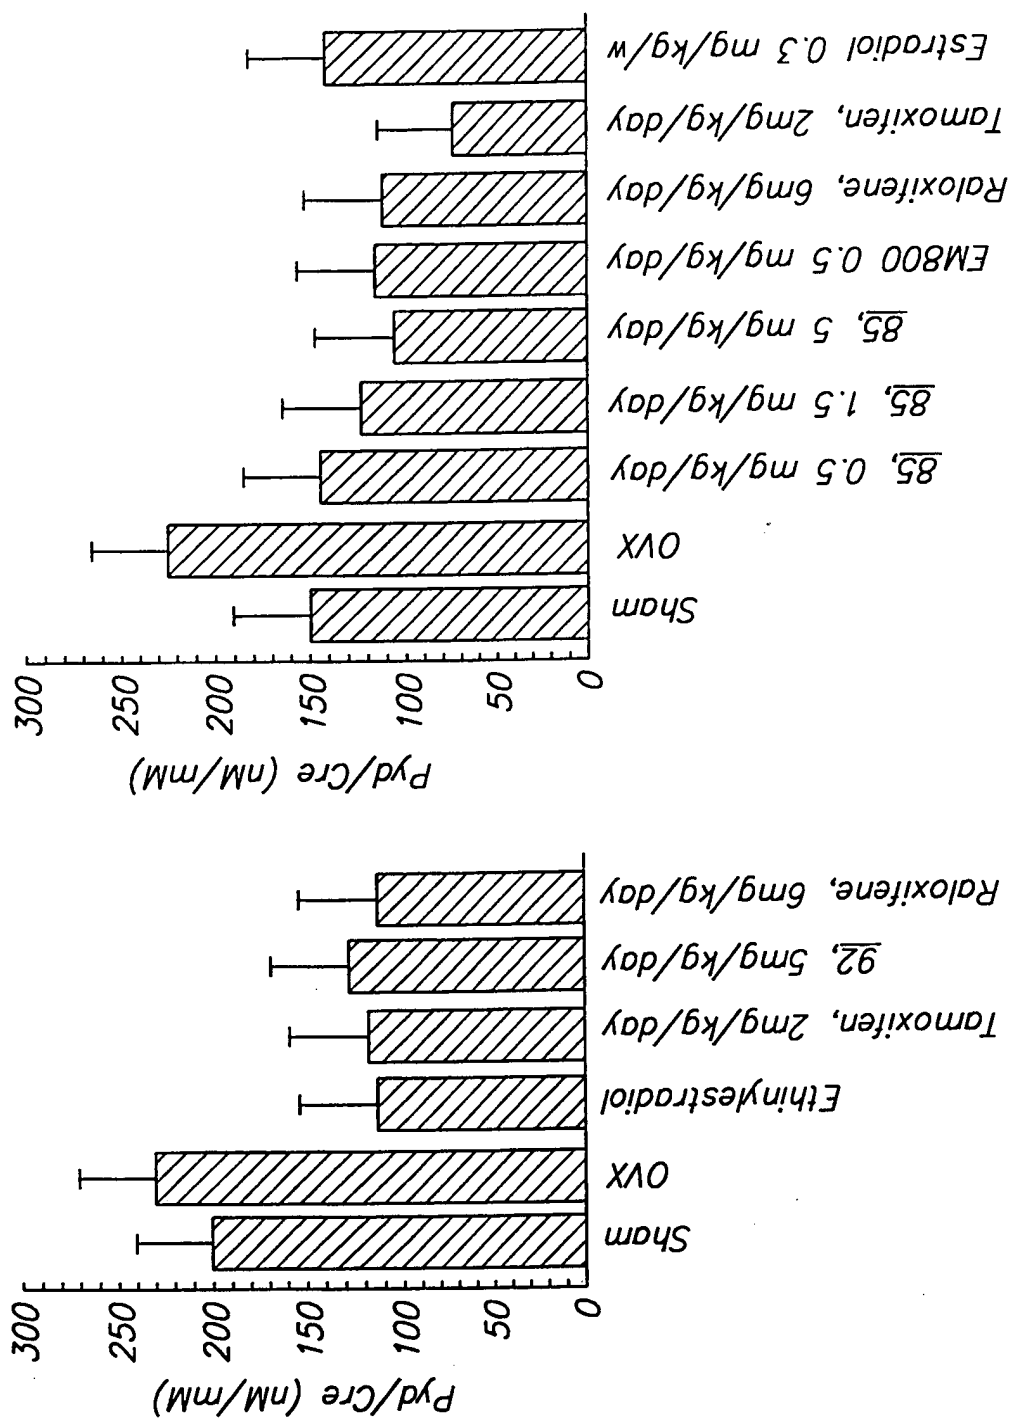 Pyd/Cre (nM/mM)
0 50 100 150 200 250 300
Sham
OVX
Ethinylestradiol
Tamoxifen, 2mg/kg/day
92, 5mg/kg/day
Raloxifene, 6mg/kg/day
Pyd/Cre (nM/mM)
0 50 100 150 200 250 300
Sham
OVX
85, 0.5 mg/kg/day
85, 1.5 mg/kg/day
85, 5 mg/kg/day
EM800 0.5 mg/kg/day
Raloxifene, 6mg/kg/day
Tamoxifen, 2mg/kg/day
Estradiol 0.3 mg/kg/w